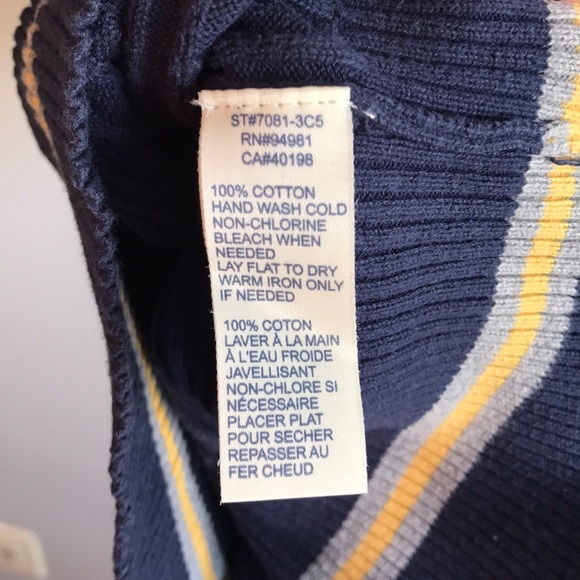 ST#7081-3C5
RN#94981
CA#40198
100% COTTON
HAND WASH COLD
NON-CHLORINE
BLEACH WHEN
NEEDED
LAY FLAT TO DRY
WARM IRON ONLY
IF NEEDED
100% COTON
LAVER À LA MAIN
À L'EAU FROIDE
JAVELLISANT
NON-CHLORE SI
NÉCESSAIRE
PLACER PLAT
POUR SECHER
REPASSER AU
FER CHEUD